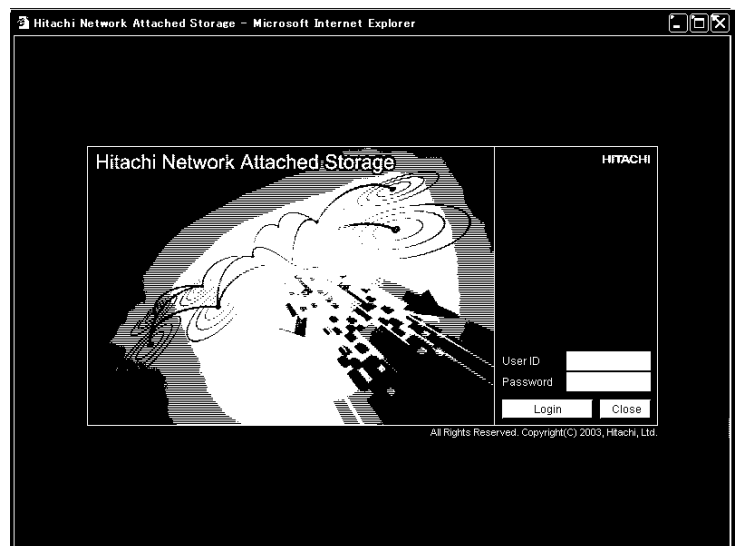 Hitachi Network Attached Storage - Microsoft Internet Explorer
Hitachi Network Attached Storage
HITACHI
User ID
Password
Login Close
All Rights Reserved. Copyright(C) 2003, Hitachi, Ltd.